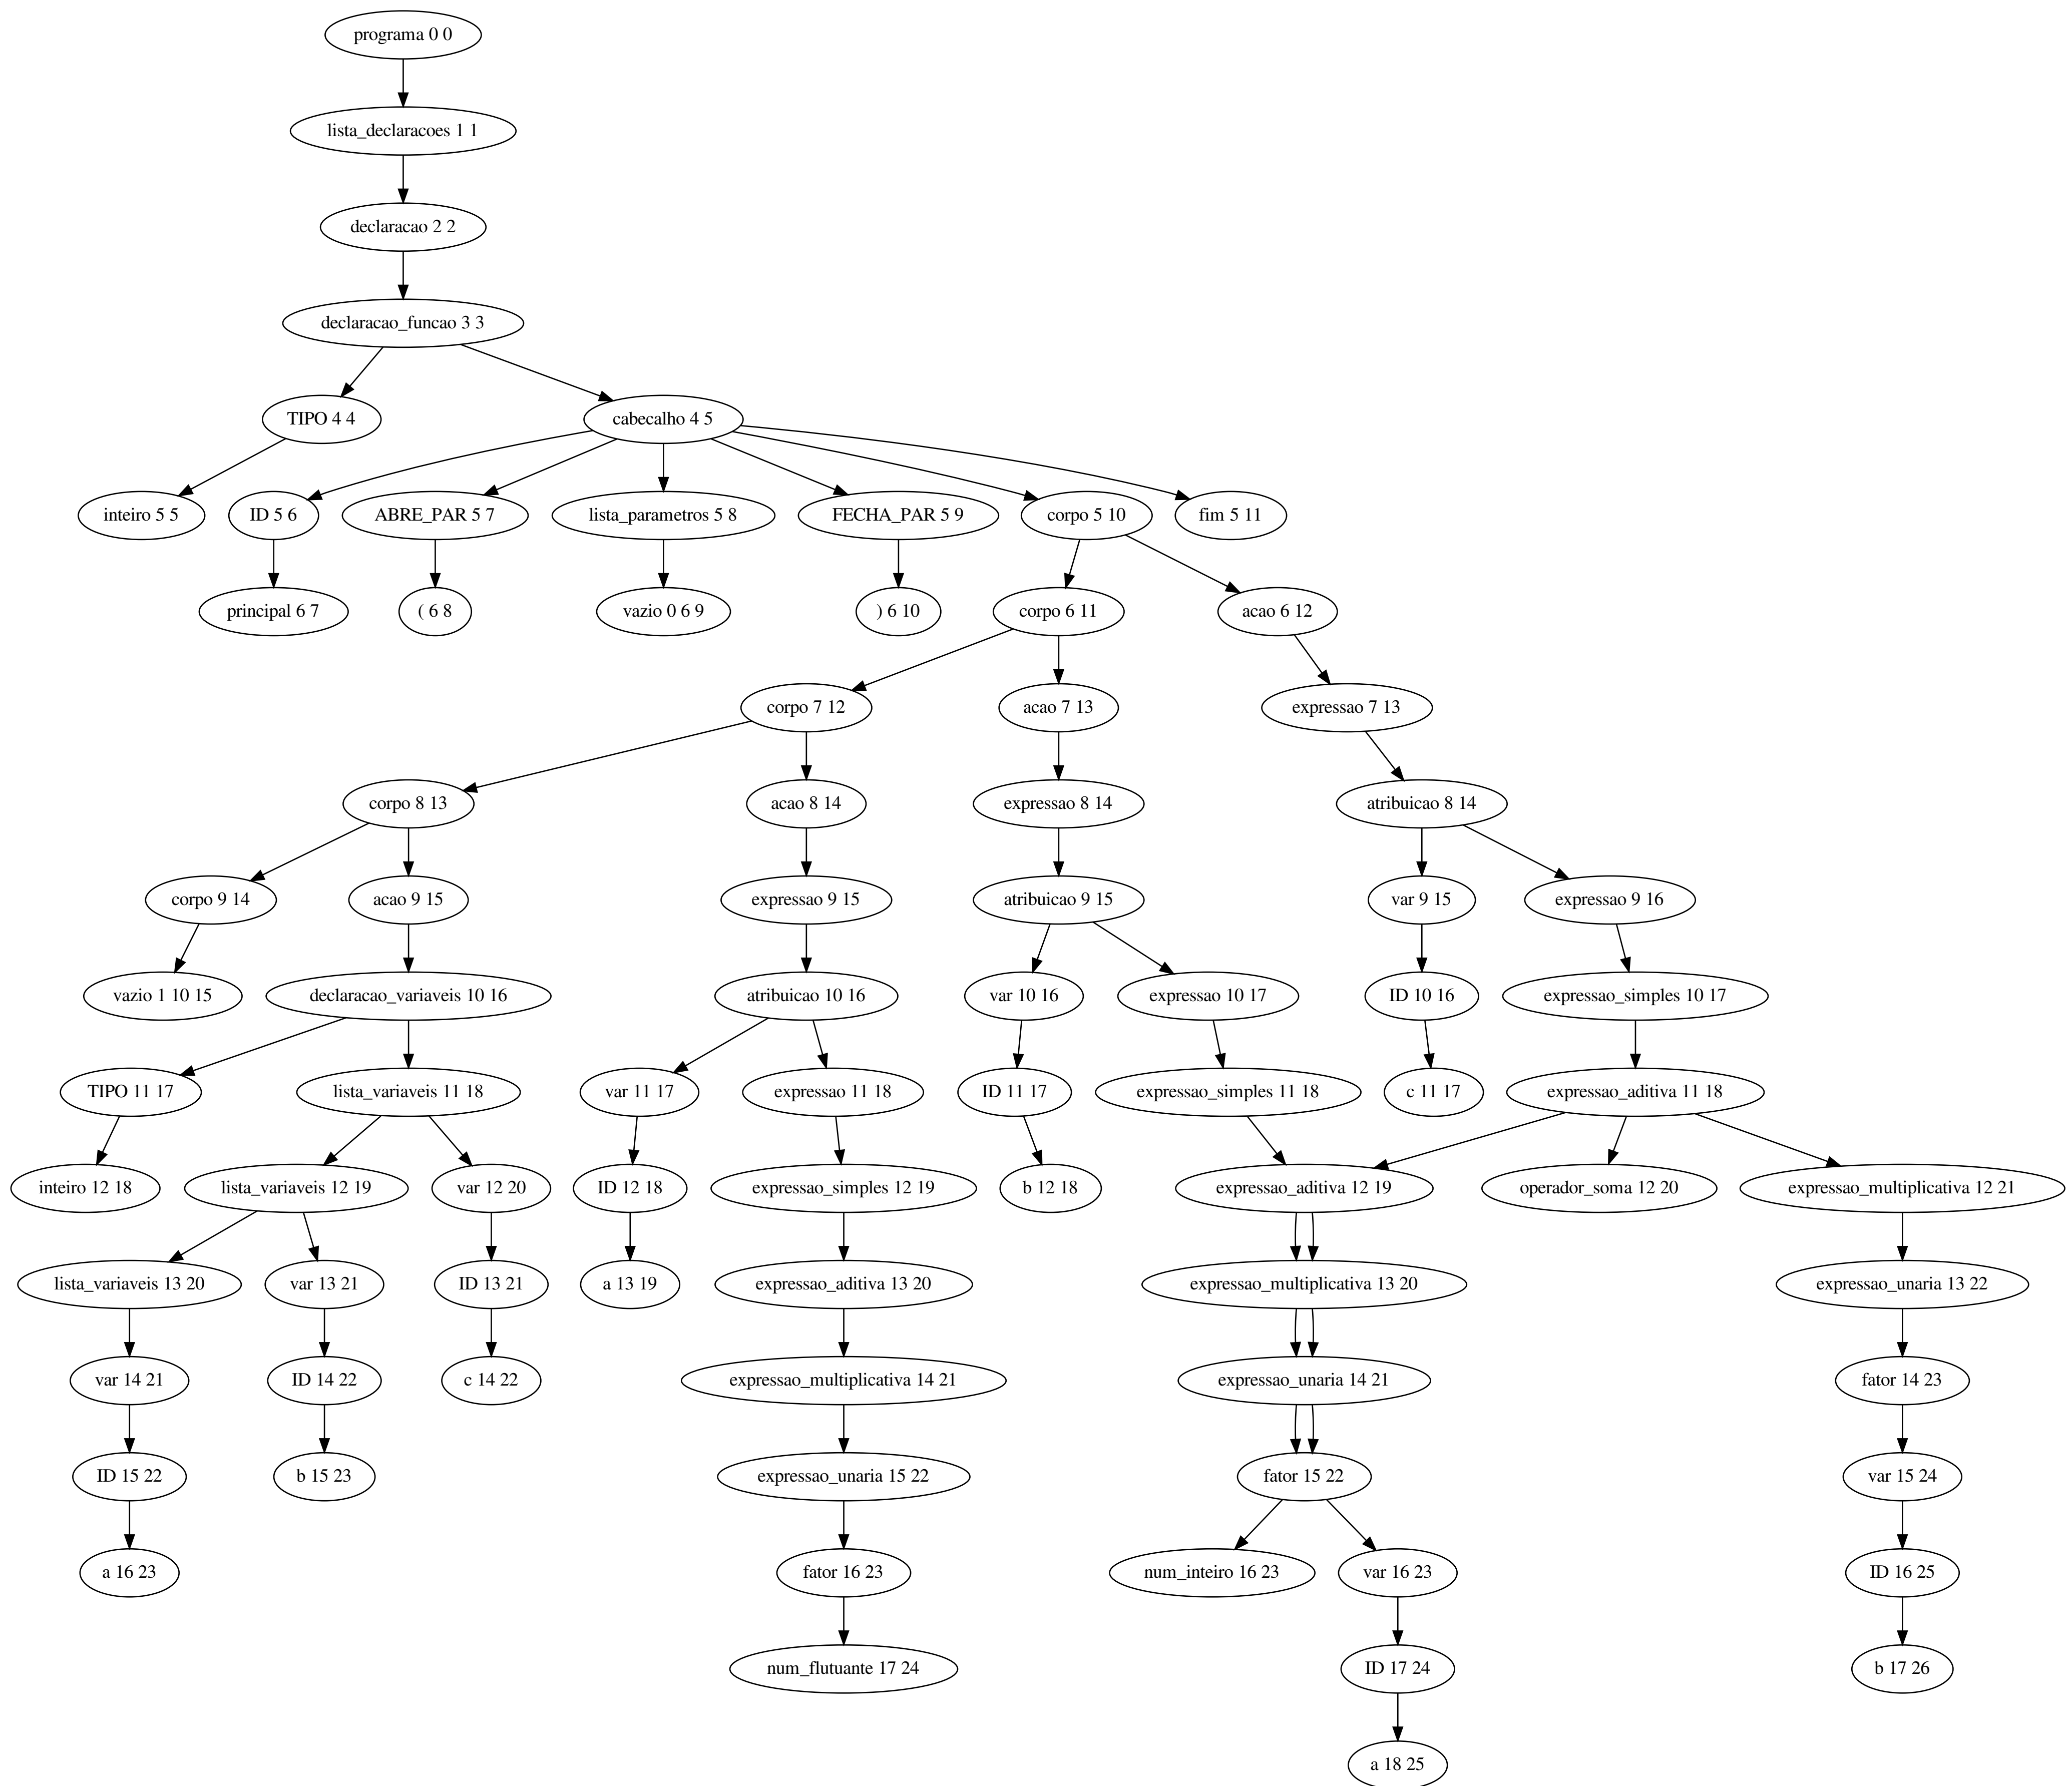 programa 0 0
lista_declaracoes 1 1
declaracao 2 2
declaracao_funcao 3 3
TIPO 4 4
cabecalho 4 5
inteiro 5 5
ID 5 6
ABRE_PAR 5 7
lista_parametros 5 8
FECHA_PAR 5 9
corpo 5 10
fim 5 11
principal 6 7
( 6 8
vazio 0 6 9
) 6 10
corpo 6 11
acao 6 12
corpo 7 12
acao 7 13
expressao 7 13
corpo 8 13
acao 8 14
expressao 8 14
atribuicao 8 14
corpo 9 14
acao 9 15
expressao 9 15
atribuicao 9 15
var 9 15
expressao 9 16
vazio 1 10 15
declaracao_variaveis 10 16
atribuicao 10 16
var 10 16
expressao 10 17
ID 10 16
expressao_simples 10 17
TIPO 11 17
lista_variaveis 11 18
var 11 17
expressao 11 18
ID 11 17
expressao_simples 11 18
c 11 17
expressao_aditiva 11 18
inteiro 12 18
lista_variaveis 12 19
var 12 20
ID 12 18
expressao_simples 12 19
b 12 18
expressao_aditiva 12 19
operador_soma 12 20
expressao_multiplicativa 12 21
lista_variaveis 13 20
var 13 21
ID 13 21
a 13 19
expressao_aditiva 13 20
expressao_multiplicativa 13 20
expressao_unaria 13 22
var 14 21
ID 14 22
c 14 22
expressao_multiplicativa 14 21
expressao_unaria 14 21
fator 14 23
ID 15 22
b 15 23
expressao_unaria 15 22
fator 15 22
var 15 24
a 16 23
fator 16 23
num_inteiro 16 23
var 16 23
ID 16 25
num_flutuante 17 24
ID 17 24
b 17 26
a 18 25